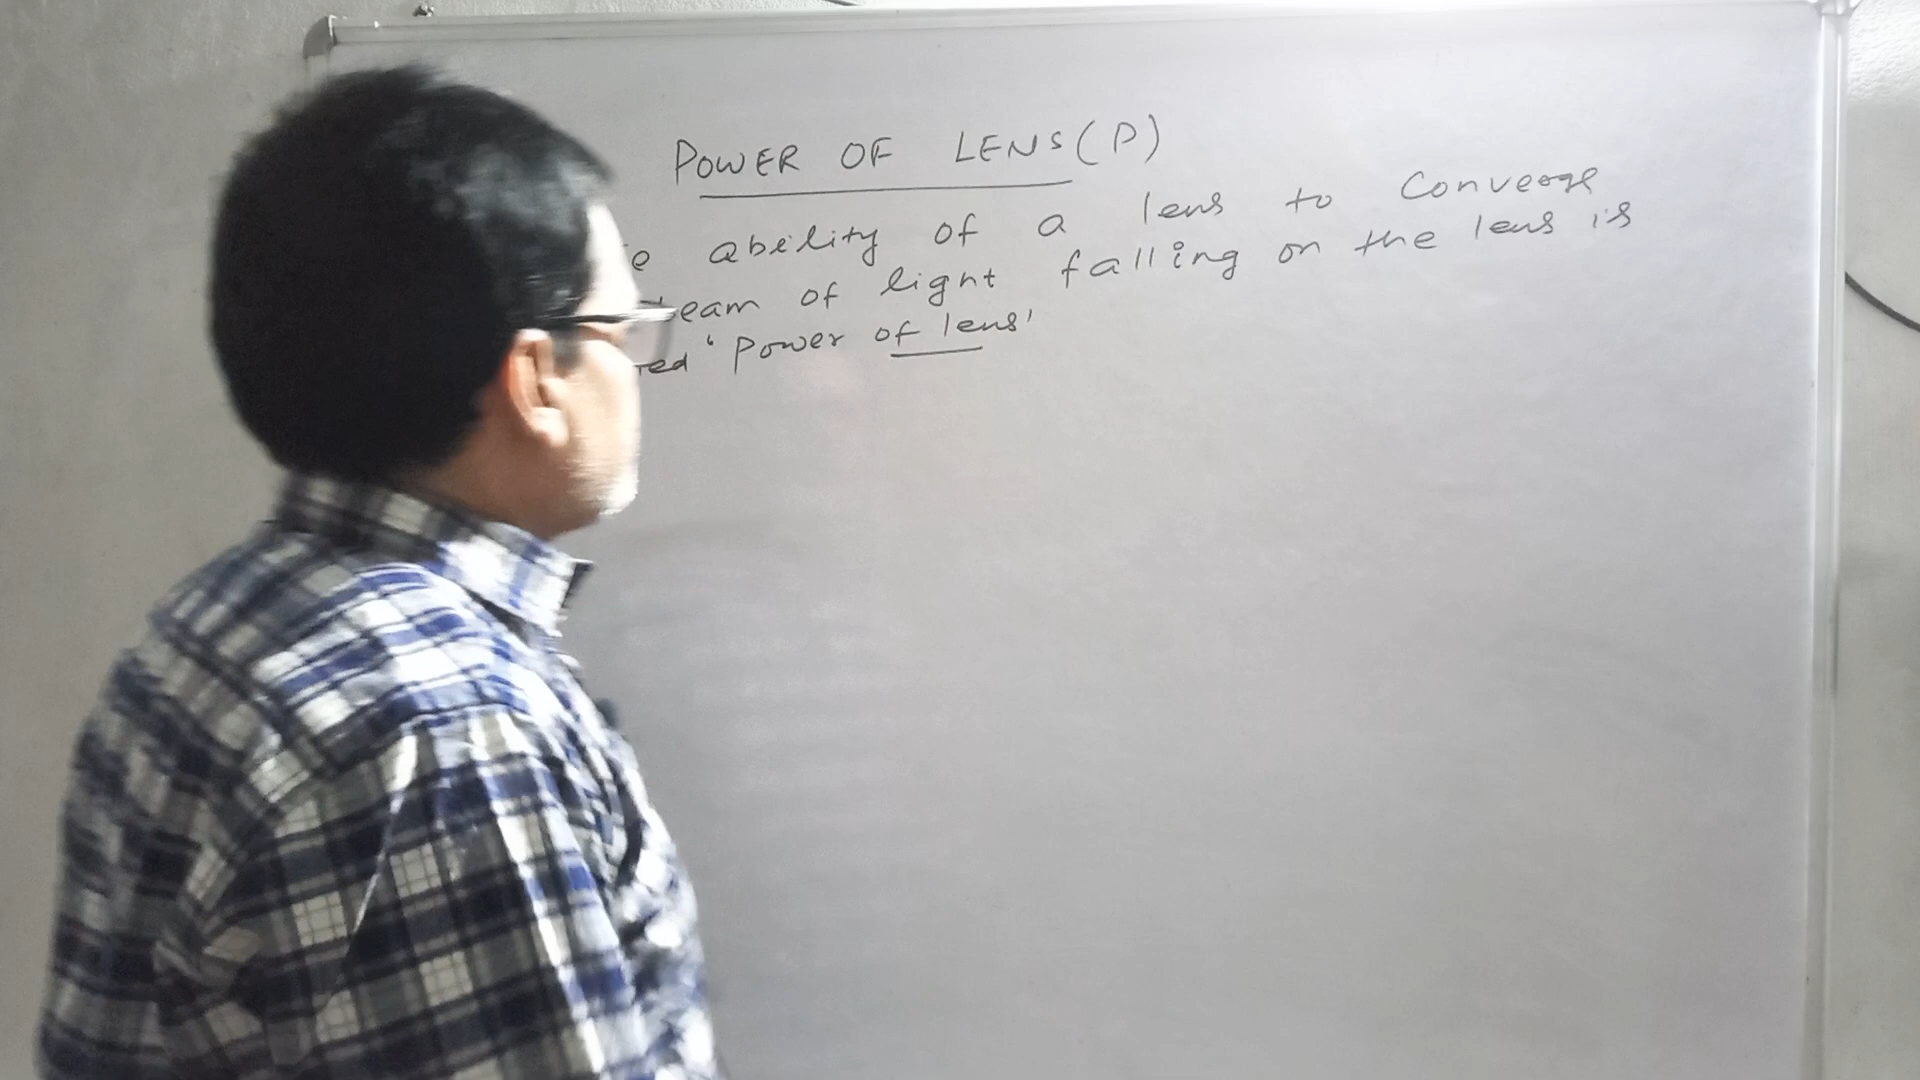 POWER OF LENS (P)
ability of a lens to converge
of light falling on the lens is
'Power of lens'